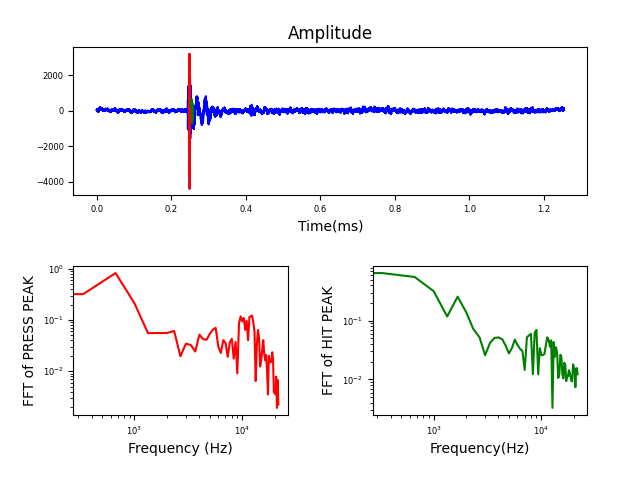 Amplitude
2000
0
−2000
−4000
0.0 0.2 0.4 0.6 0.8 1.0 1.2
Time(ms)
FFT of PRESS PEAK
10⁰
10⁻¹
10⁻²
10³ 10⁴
Frequency (Hz)
FFT of HIT PEAK
10⁻¹
10⁻²
10³ 10⁴
Frequency(Hz)